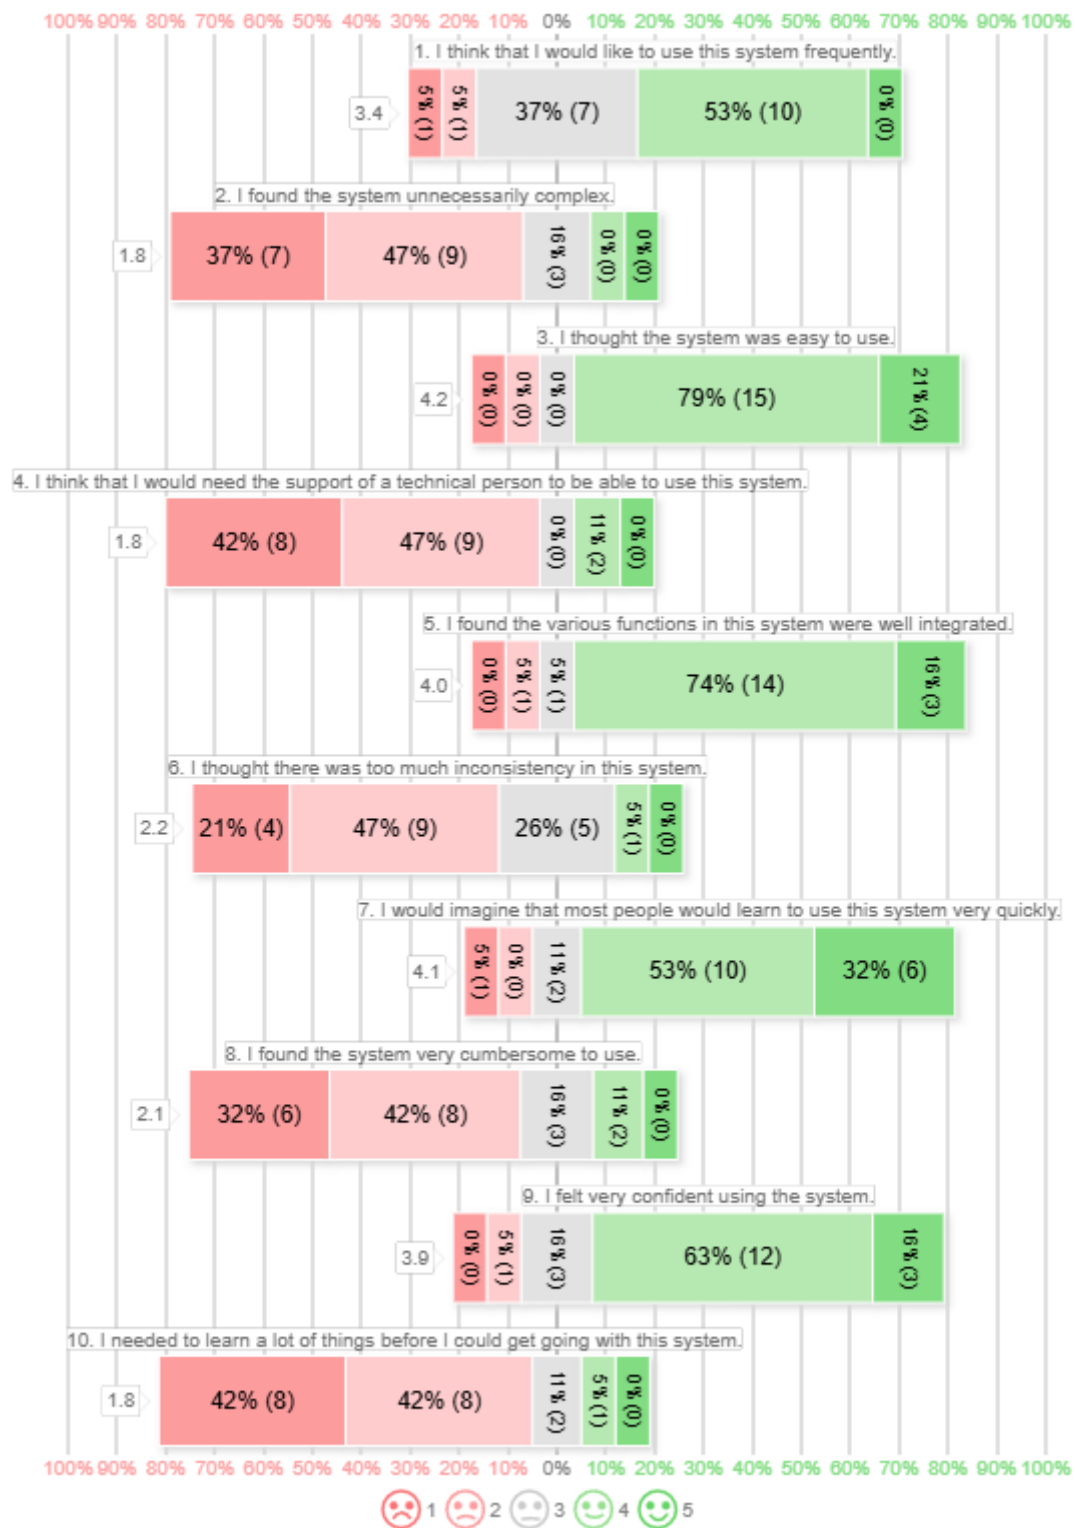 100% 90% 80% 70% 60% 50% 40% 30% 20% 10% 0% 10% 20% 30% 40% 50% 60% 70% 80% 90% 100%
1. I think that I would like to use this system frequently.
3.4 5% (1) 5% (1) 37% (7) 53% (10) 0% (0)
2. I found the system unnecessarily complex.
1.8 37% (7) 47% (9) 16% (3) 0% (0) 0% (0)
3. I thought the system was easy to use.
4.2 0% (0) 0% (0) 0% (0) 79% (15) 21% (4)
4. I think that I would need the support of a technical person to be able to use this system.
1.8 42% (8) 47% (9) 0% (0) 11% (2) 0% (0)
5. I found the various functions in this system were well integrated.
4.0 0% (0) 5% (1) 5% (1) 74% (14) 16% (3)
6. I thought there was too much inconsistency in this system.
2.2 21% (4) 47% (9) 26% (5) 5% (1) 0% (0)
7. I would imagine that most people would learn to use this system very quickly.
4.1 5% (1) 0% (0) 11% (2) 53% (10) 32% (6)
8. I found the system very cumbersome to use.
2.1 32% (6) 42% (8) 16% (3) 11% (2) 0% (0)
9. I felt very confident using the system.
3.9 0% (0) 5% (1) 16% (3) 63% (12) 16% (3)
10. I needed to learn a lot of things before I could get going with this system.
1.8 42% (8) 42% (8) 11% (2) 5% (1) 0% (0)
100% 90% 80% 70% 60% 50% 40% 30% 20% 10% 0% 10% 20% 30% 40% 50% 60% 70% 80% 90% 100%
1 2 3 4 5